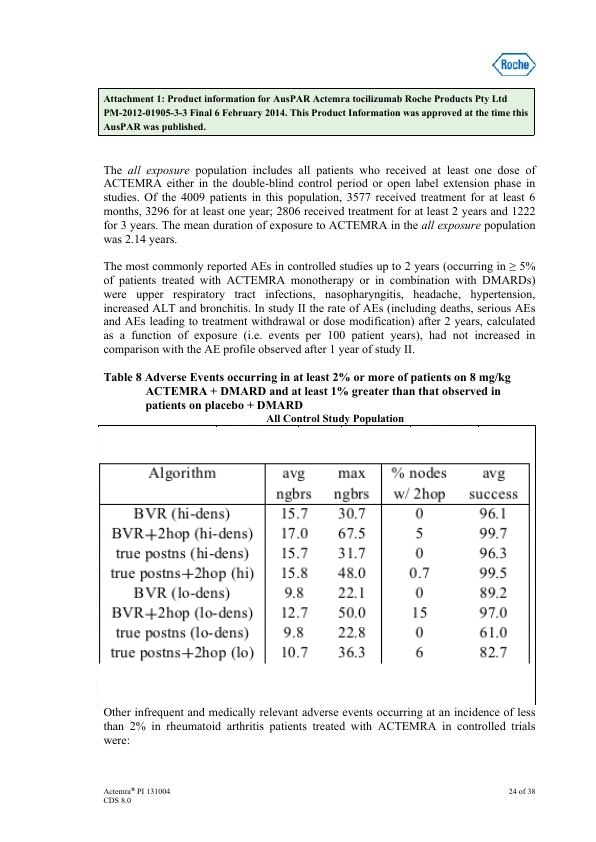 Roche
Attachment 1: Product information for AusPAR Actemra tocilizumab Roche Products Pty Ltd
PM-2012-01905-3-3 Final 6 February 2014. This Product Information was approved at the time this
AusPAR was published.
The all exposure population includes all patients who received at least one dose of
ACTEMRA either in the double-blind control period or open label extension phase in
studies. Of the 4009 patients in this population, 3577 received treatment for at least 6
months, 3296 for at least one year; 2806 received treatment for at least 2 years and 1222
for 3 years. The mean duration of exposure to ACTEMRA in the all exposure population
was 2.14 years.
The most commonly reported AEs in controlled studies up to 2 years (occurring in ≥ 5%
of patients treated with ACTEMRA monotherapy or in combination with DMARDs)
were upper respiratory tract infections, nasopharyngitis, headache, hypertension,
increased ALT and bronchitis. In study II the rate of AEs (including deaths, serious AEs
and AEs leading to treatment withdrawal or dose modification) after 2 years, calculated
as a function of exposure (i.e. events per 100 patient years), had not increased in
comparison with the AE profile observed after 1 year of study II.
Table 8 Adverse Events occurring in at least 2% or more of patients on 8 mg/kg
ACTEMRA + DMARD and at least 1% greater than that observed in
patients on placebo + DMARD
All Control Study Population
Algorithm avg max % nodes avg
ngbrs ngbrs w/ 2hop success
BVR (hi-dens) 15.7 30.7 0 96.1
BVR+2hop (hi-dens) 17.0 67.5 5 99.7
true postns (hi-dens) 15.7 31.7 0 96.3
true postns+2hop (hi) 15.8 48.0 0.7 99.5
BVR (lo-dens) 9.8 22.1 0 89.2
BVR+2hop (lo-dens) 12.7 50.0 15 97.0
true postns (lo-dens) 9.8 22.8 0 61.0
true postns+2hop (lo) 10.7 36.3 6 82.7
Other infrequent and medically relevant adverse events occurring at an incidence of less
than 2% in rheumatoid arthritis patients treated with ACTEMRA in controlled trials
were:
Actemra® PI 131004 24 of 38
CDS 8.0